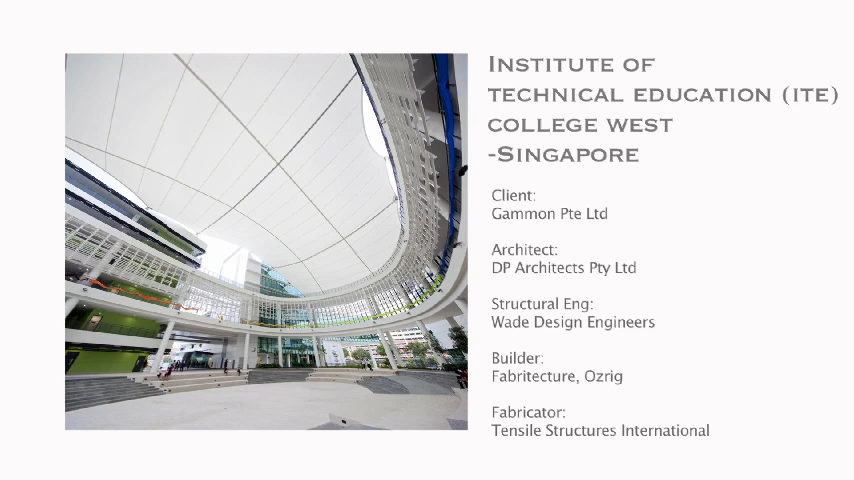 Institute of
technical education (ITE)
college west
-Singapore
Client:
Gammon Pte Ltd
Architect:
DP Architects Pty Ltd
Structural Eng:
Wade Design Engineers
Builder:
Fabritecture, Ozrig
Fabricator:
Tensile Structures International